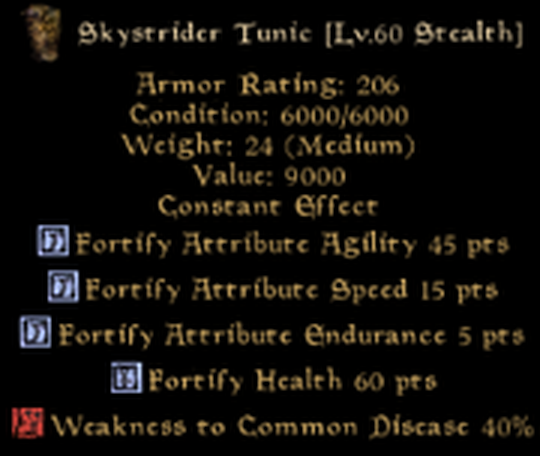 Skystrider Tunic [Lv.60 Stealth]
Armor Rating: 206
Condition: 6000/6000
Weight: 24 (Medium)
Value: 9000
Constant Effect
Fortify Attribute Agility 45 pts
Fortify Attribute Speed 15 pts
Fortify Attribute Endurance 5 pts
Fortify Health 60 pts
Weakness to Common Disease 40%